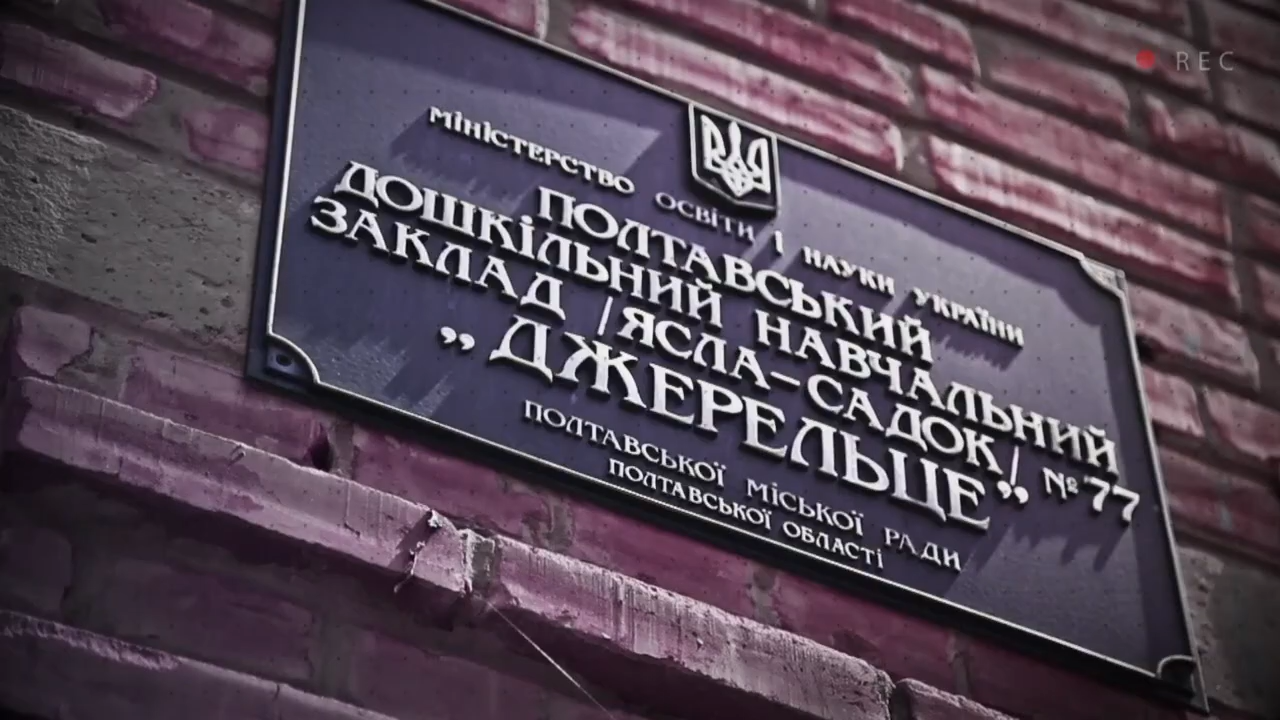 REC
МІНІСТЕРСТВО ОСВІТИ І НАУКИ УКРАЇНИ
ПОЛТАВСЬКИЙ
ДОШКІЛЬНИЙ НАВЧАЛЬНИЙ
ЗАКЛАД /ЯСЛА-САДОК/ №77
„ДЖЕРЕЛЬЦЕ”
ПОЛТАВСЬКОЇ МІСЬКОЇ РАДИ
ПОЛТАВСЬКОЇ ОБЛАСТІ